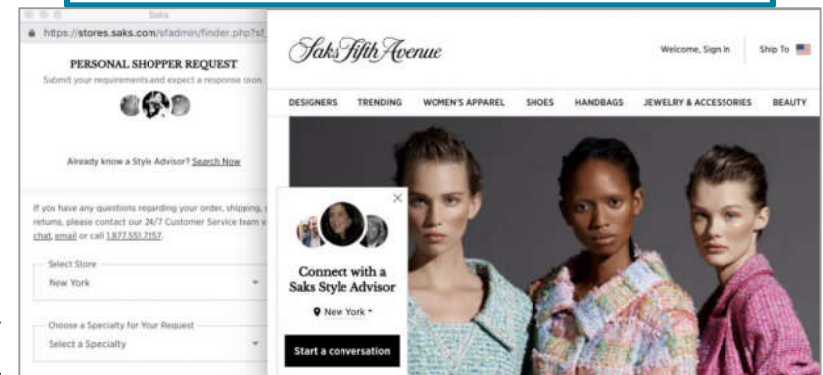 Saks
https://stores.saks.com/sfadmin/finder.php?sf_
PERSONAL SHOPPER REQUEST
Submit your requirements and expect a response soon.
Already know a Style Advisor? Search Now
If you have any questions regarding your order, shipping,
returns, please contact our 24/7 Customer Service team v
chat, email or call 1.877.551.7257.
Select Store
New York
Choose a Specialty for Your Request
Select a Specialty
Saks Fifth Avenue
Welcome, Sign In
Ship To
DESIGNERS TRENDING WOMEN'S APPAREL SHOES HANDBAGS JEWELRY & ACCESSORIES BEAUTY
Connect with a
Saks Style Advisor
New York
Start a conversation